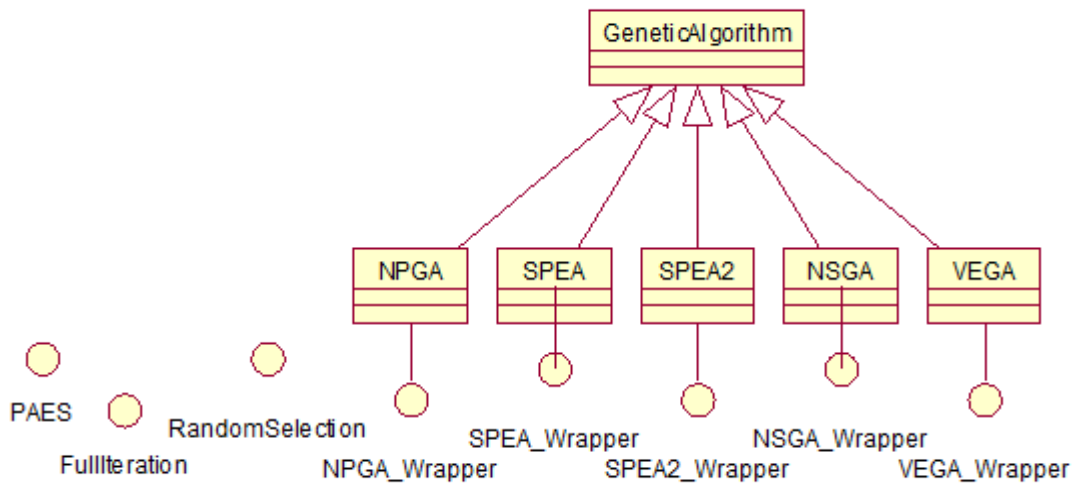 GeneticAlgorithm
NPGA
SPEA
SPEA2
NSGA
VEGA
PAES
FullIteration
RandomSelection
NPGA_Wrapper
SPEA_Wrapper
SPEA2_Wrapper
NSGA_Wrapper
VEGA_Wrapper